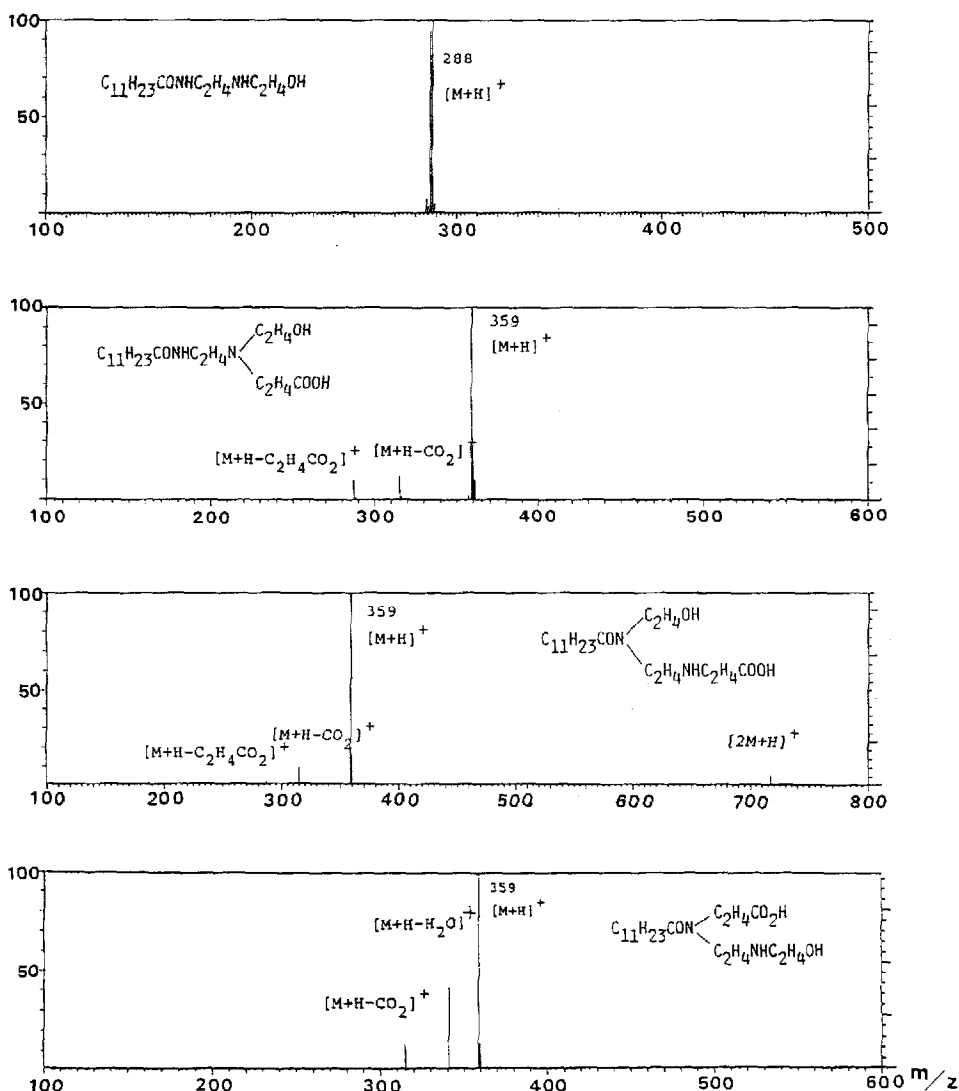 100
288
C11H23CONHC2H4NHC2H4OH
[M+H]+
50
100 200 300 400 500
100
359
C2H4OH
[M+H]+
C11H23CONHC2H4N
C2H4COOH
50
[M+H-C2H4CO2]+ [M+H-CO2]+
100 200 300 400 500 600
100
359
C2H4OH
[M+H]+
C11H23CON
C2H4NHC2H4COOH
50
[M+H-CO2]+
[M+H-C2H4CO2]+
[2M+H]+
100 200 300 400 500 600 700 800
100
359
[M+H-H2O]+ [M+H]+
C2H4CO2H
C11H23CON
C2H4NHC2H4OH
50
[M+H-CO2]+
100 200 300 400 500 600 m/z